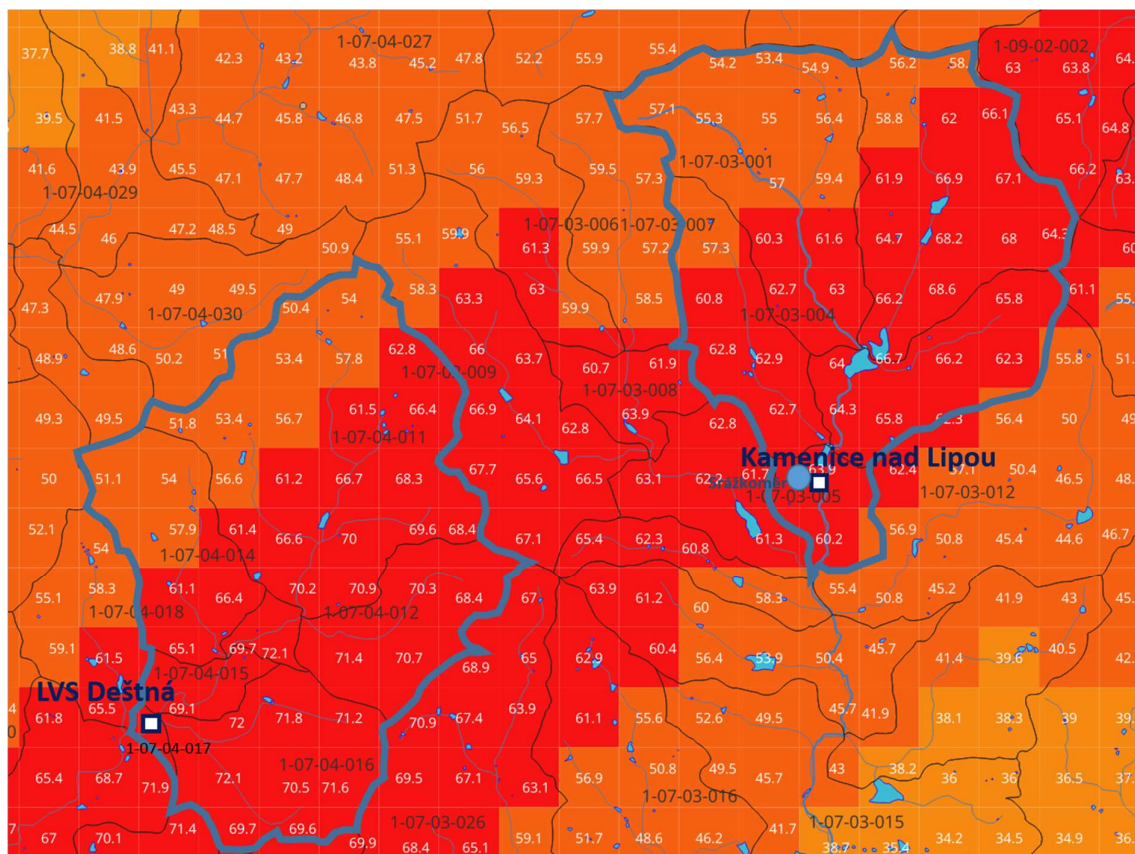 37.7 38.8 41.1 42.3 43.2 43.8 45.2 47.8 52.2 55.9 55.4 54.2 53.4 54.9 56.2 58. 63 63.8 64.
1-07-04-027 1-09-02-002
39.5 41.5 43.3 44.7 45.8 46.8 47.5 51.7 56.5 57.7 57.1 55.3 55 56.4 58.8 62 66.1 65.1 64.8
41.6 43.9 45.5 47.1 47.7 48.4 51.3 56 59.3 59.5 57.3 57 59.4 61.9 66.9 67.1 66.2 63.
1-07-04-029 1-07-03-001
44.5 46 47.2 48.5 49 50.9 55.1 59.9 61.3 59.9 57.2 57.3 60.3 61.6 64.7 68.2 68 64.3 60
1-07-03-006 1-07-03-007
47.3 47.9 49 49.5 50.4 54 58.3 63.3 63 59.9 58.5 60.8 62.7 63 66.2 68.6 65.8 61.1 55.
1-07-04-030 1-07-03-004
48.9 48.6 50.2 51 53.4 57.8 62.8 66 63.7 60.7 61.9 62.8 62.9 64 66.7 66.2 62.3 55.8 51.
1-07-03-008
49.3 49.5 51.8 53.4 56.7 61.5 66.4 66.9 64.1 62.8 63.9 62.8 62.7 64.3 65.8 56.4 50 49
1-07-04-011
Kamenice nad Lipou
50 51.1 54 56.6 61.2 66.7 68.3 67.7 65.6 66.5 63.1 62.2 61.7 63.9 62.4 57.1 50.4 46.5 48.
Srážkoměr
1-07-03-005 1-07-03-012
52.1 54 57.9 61.4 66.6 70 69.6 68.4 67.1 65.4 62.3 60.8 61.3 60.2 56.9 50.8 45.4 44.6 46.7
1-07-04-014
55.1 58.3 61.1 66.4 70.2 70.9 70.3 68.4 67 63.9 61.2 60 58.3 55.4 50.8 45.2 41.9 43 45.
1-07-04-018 1-07-04-012
59.1 61.5 65.1 69.7 72.1 71.4 70.7 68.9 65 62.9 60.4 56.4 53.9 50.4 45.7 41.4 39.6 40.5 42.
1-07-04-015
LVS Deštná
61.8 65.5 69.1 72 71.8 71.2 70.9 67.4 63.9 61.1 55.6 52.6 49.5 45.7 41.9 38.1 38.3 39 39.
1-07-04-017
65.4 68.7 71.9 72.1 70.5 71.6 69.5 67.1 63.1 56.9 50.8 49.5 45.7 43 38.2 36 36 36.5 37.
1-07-04-016 1-07-03-016
67 70.1 71.4 69.7 69.6 69.9 68.4 65.1 59.1 51.7 48.6 46.2 41.7 38.7 35.4 34.2 34.5 34.9 36.
1-07-03-026 1-07-03-015